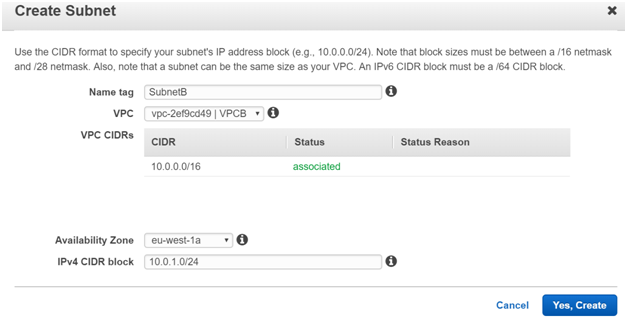 Create Subnet
Use the CIDR format to specify your subnet's IP address block (e.g., 10.0.0.0/24). Note that block sizes must be between a /16 netmask
and /28 netmask. Also, note that a subnet can be the same size as your VPC. An IPv6 CIDR block must be a /64 CIDR block.
Name tag SubnetB
VPC vpc-2ef9cd49 | VPCB
VPC CIDRs CIDR Status Status Reason
10.0.0.0/16 associated
Availability Zone eu-west-1a
IPv4 CIDR block 10.0.1.0/24
Cancel Yes, Create